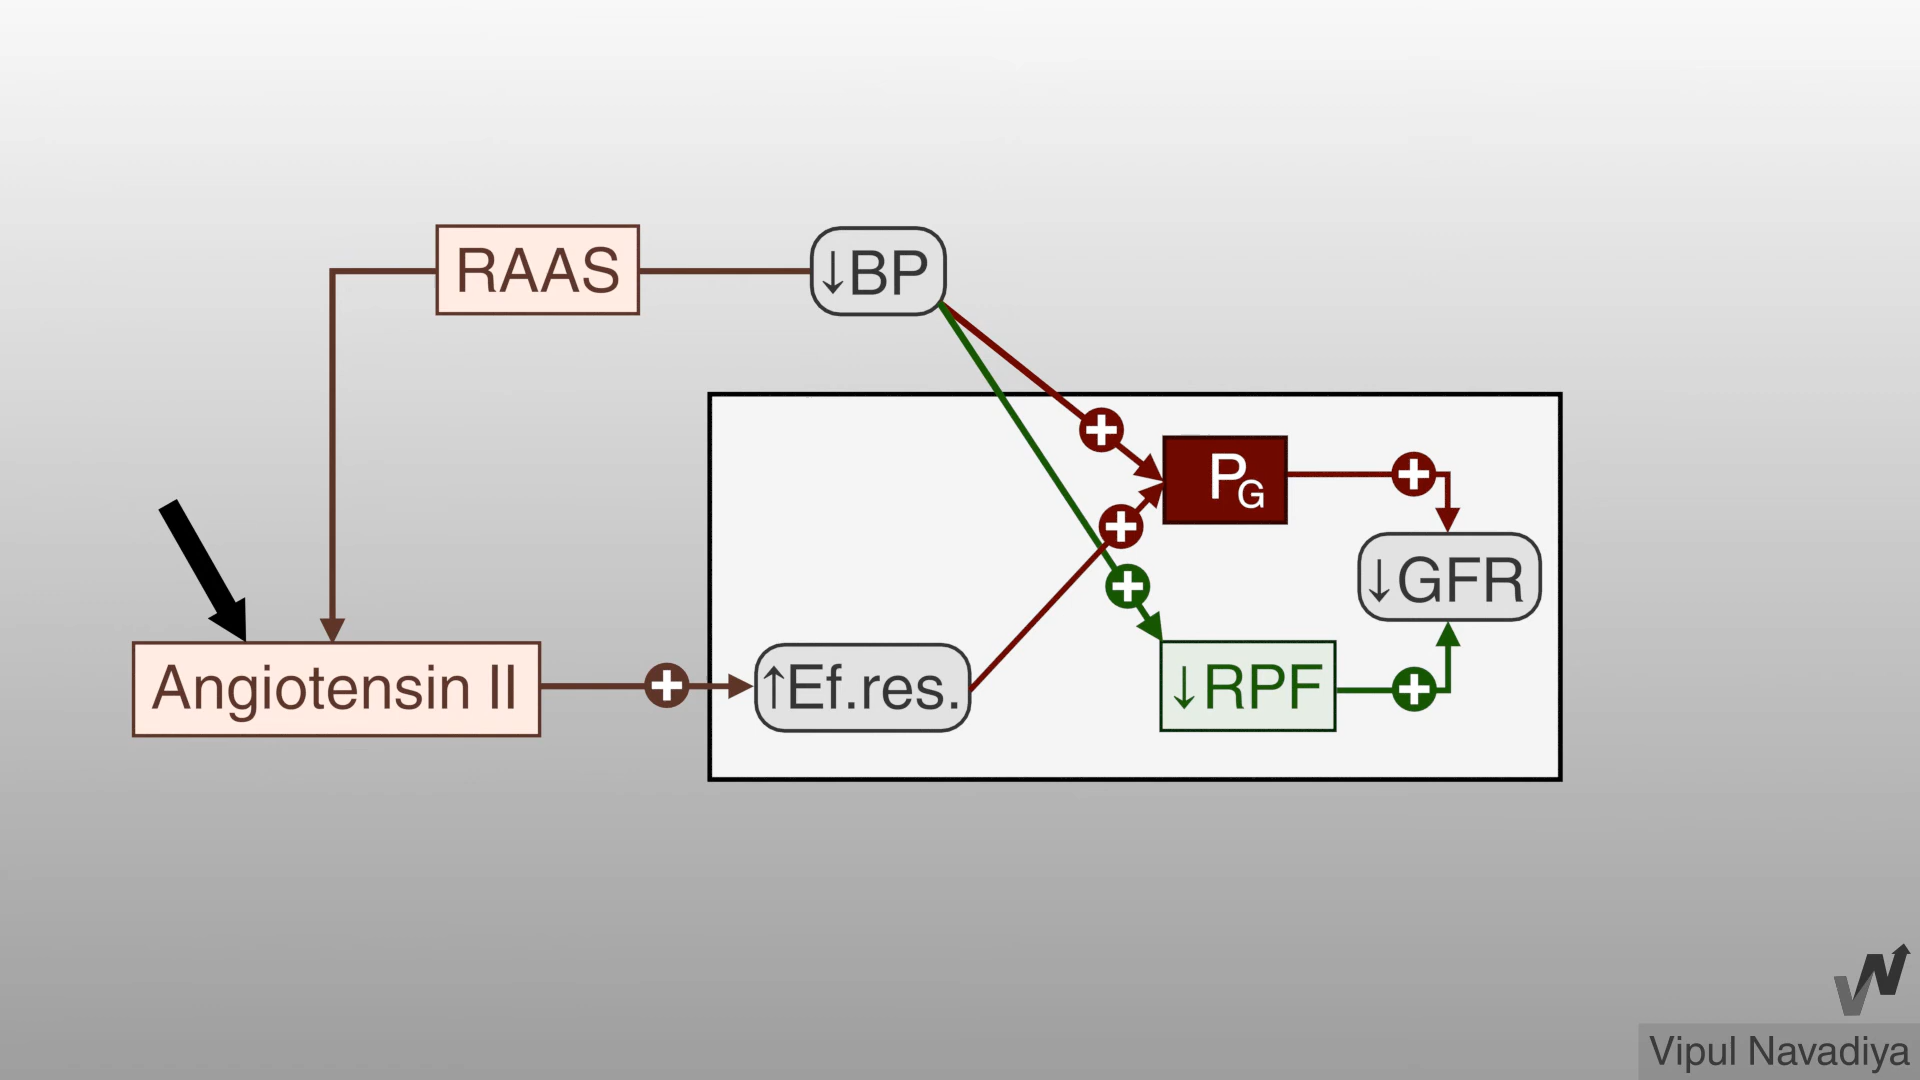 RAAS
↓BP
PG
↓GFR
Angiotensin II
↑Ef.res.
↓RPF
Vipul Navadiya